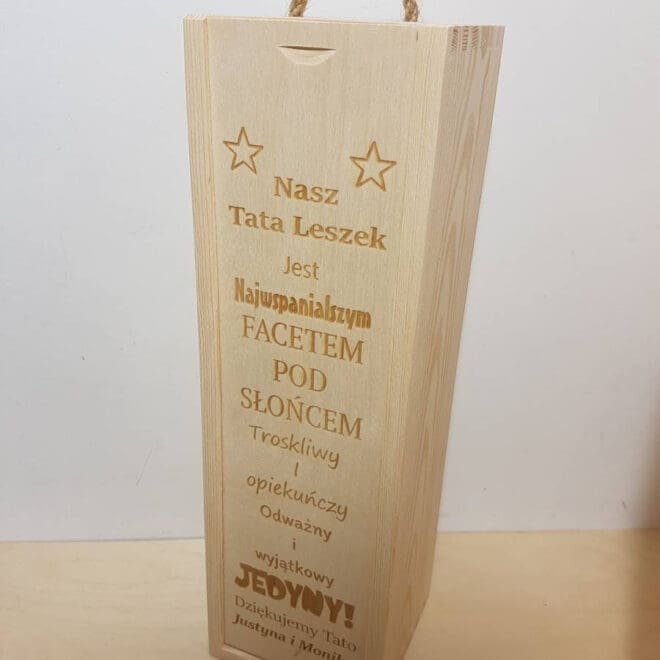 Nasz
Tata Leszek
Jest
Najwspanialszym
FACETEM
POD
SŁOŃCEM
Troskliwy
I
opiekuńczy
Odważny
i
wyjątkowy
JEDYNY!
Dziękujemy Tato
Justyna i